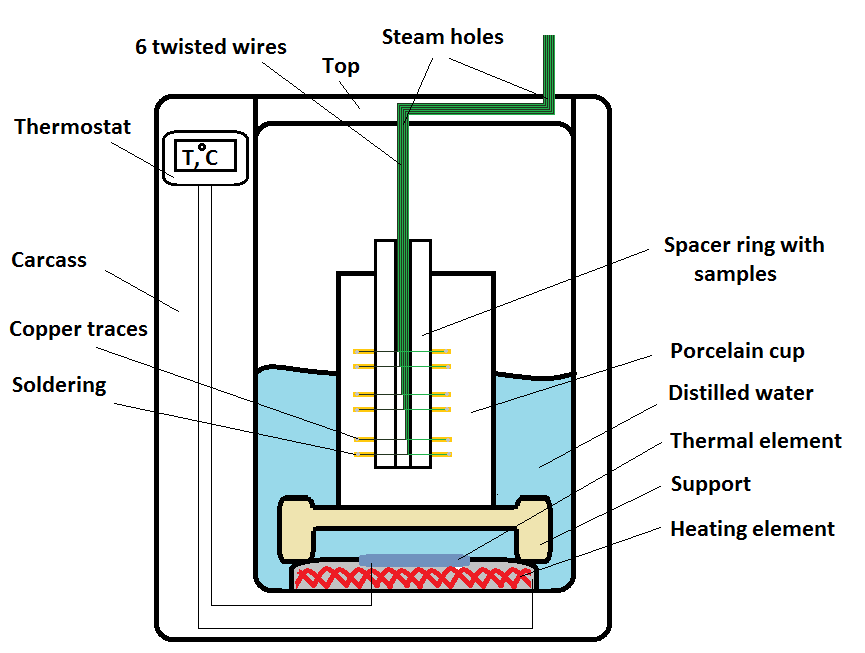 Steam holes
6 twisted wires
Top
Thermostat
T,°C
Carcass
Copper traces
Soldering
Spacer ring with
samples
Porcelain cup
Distilled water
Thermal element
Support
Heating element